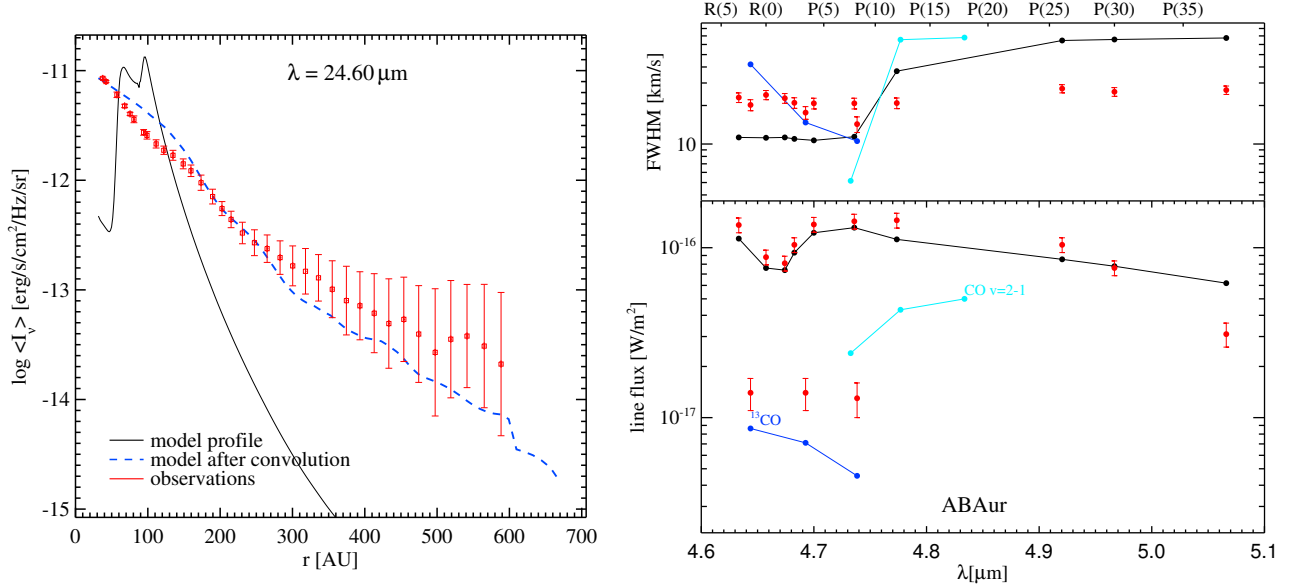 λ = 24.60 μm
log <I_ν> [erg/s/cm²/Hz/sr]
-11
-12
-13
-14
-15
model profile
model after convolution
observations
0 100 200 300 400 500 600 700
r [AU]
R(5) R(0) P(5) P(10) P(15) P(20) P(25) P(30) P(35)
FWHM [km/s]
10
line flux [W/m²]
10⁻¹⁶
10⁻¹⁷
CO v=2-1
¹³CO
ABAur
4.6 4.7 4.8 4.9 5.0 5.1
λ[μm]